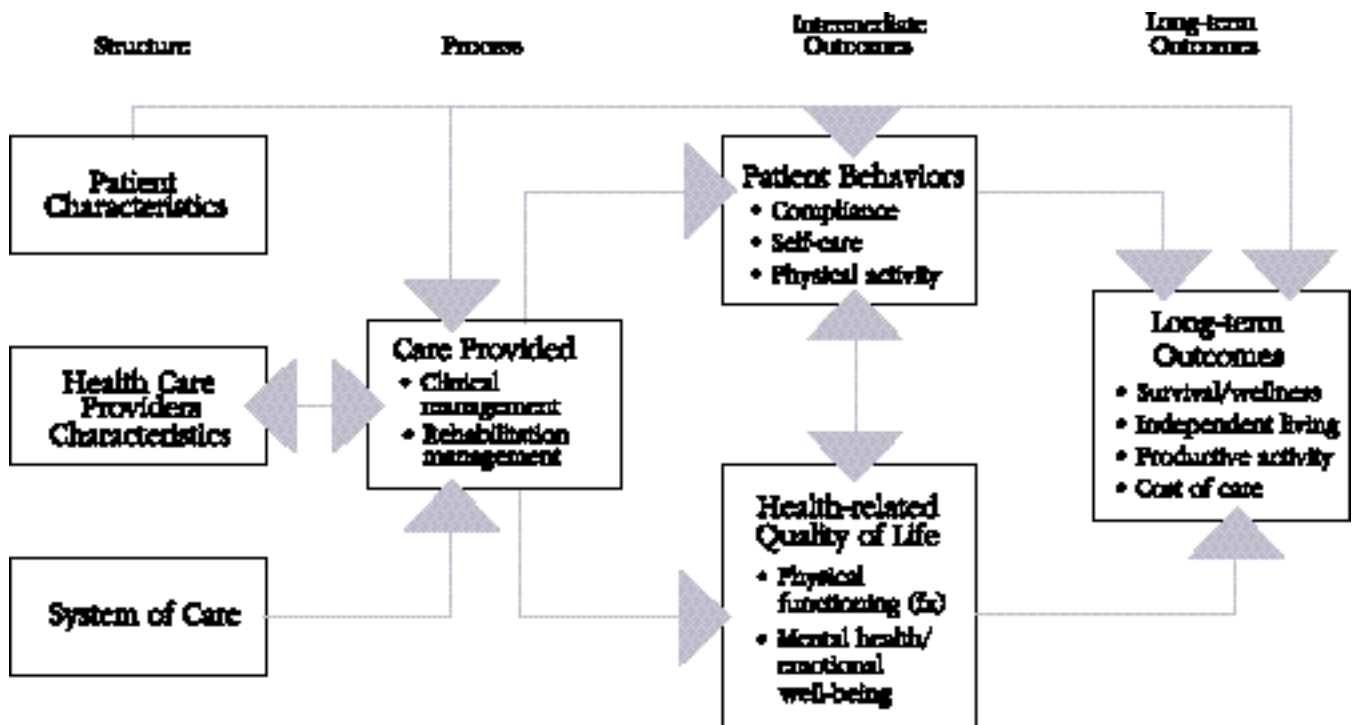 Structure
Process
Intermediate
Outcomes
Long-term
Outcomes
Patient
Characteristics
Health Care
Providers
Characteristics
System of Care
Care Provided
• Clinical
management
• Rehabilitation
management
Patient Behaviors
• Compliance
• Self-care
• Physical activity
Health-related
Quality of Life
• Physical
functioning (fx)
• Mental health/
emotional
well-being
Long-term
Outcomes
• Survival/wellness
• Independent living
• Productive activity
• Cost of care